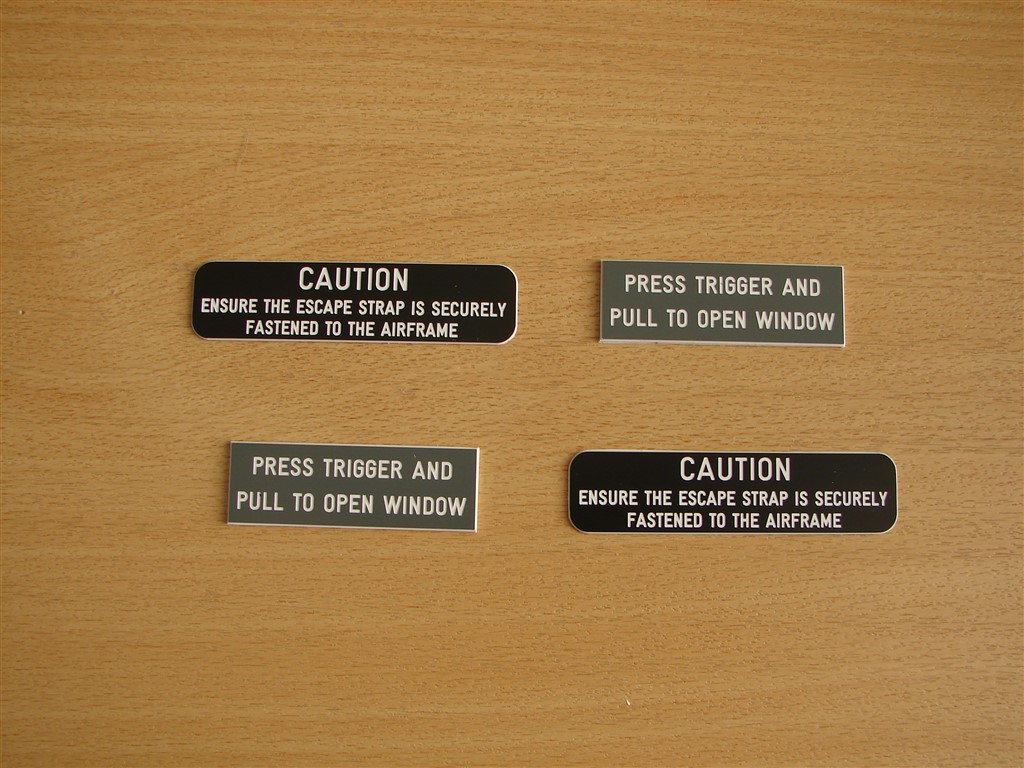 CAUTION
ENSURE THE ESCAPE STRAP IS SECURELY
FASTENED TO THE AIRFRAME
PRESS TRIGGER AND
PULL TO OPEN WINDOW
PRESS TRIGGER AND
PULL TO OPEN WINDOW
CAUTION
ENSURE THE ESCAPE STRAP IS SECURELY
FASTENED TO THE AIRFRAME